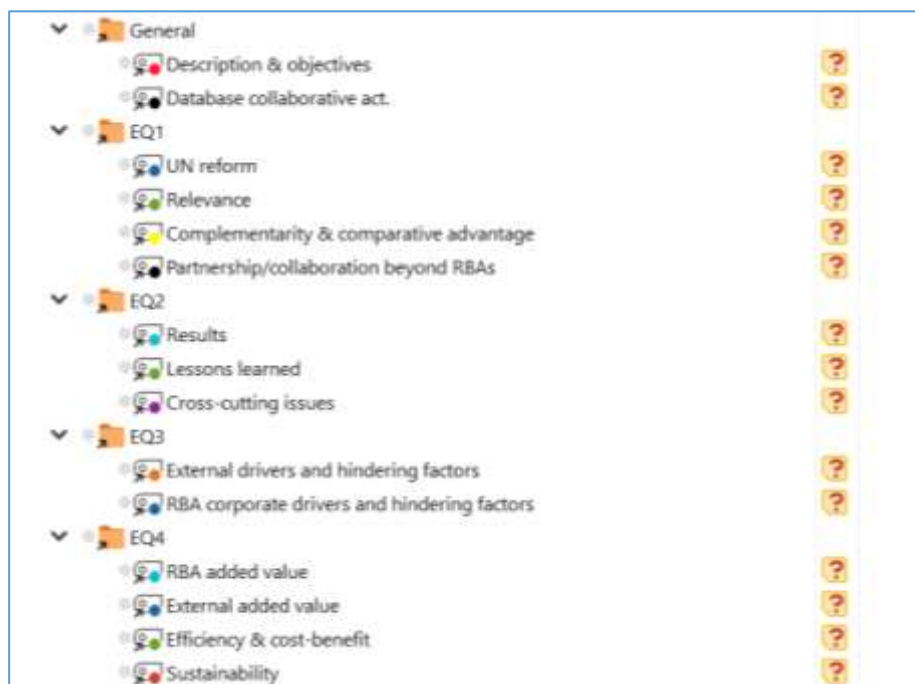 General
Description & objectives
Database collaborative act.
EQ1
UN reform
Relevance
Complementarity & comparative advantage
Partnership/collaboration beyond RBAs
EQ2
Results
Lessons learned
Cross-cutting issues
EQ3
External drivers and hindering factors
RBA corporate drivers and hindering factors
EQ4
RBA added value
External added value
Efficiency & cost-benefit
Sustainability